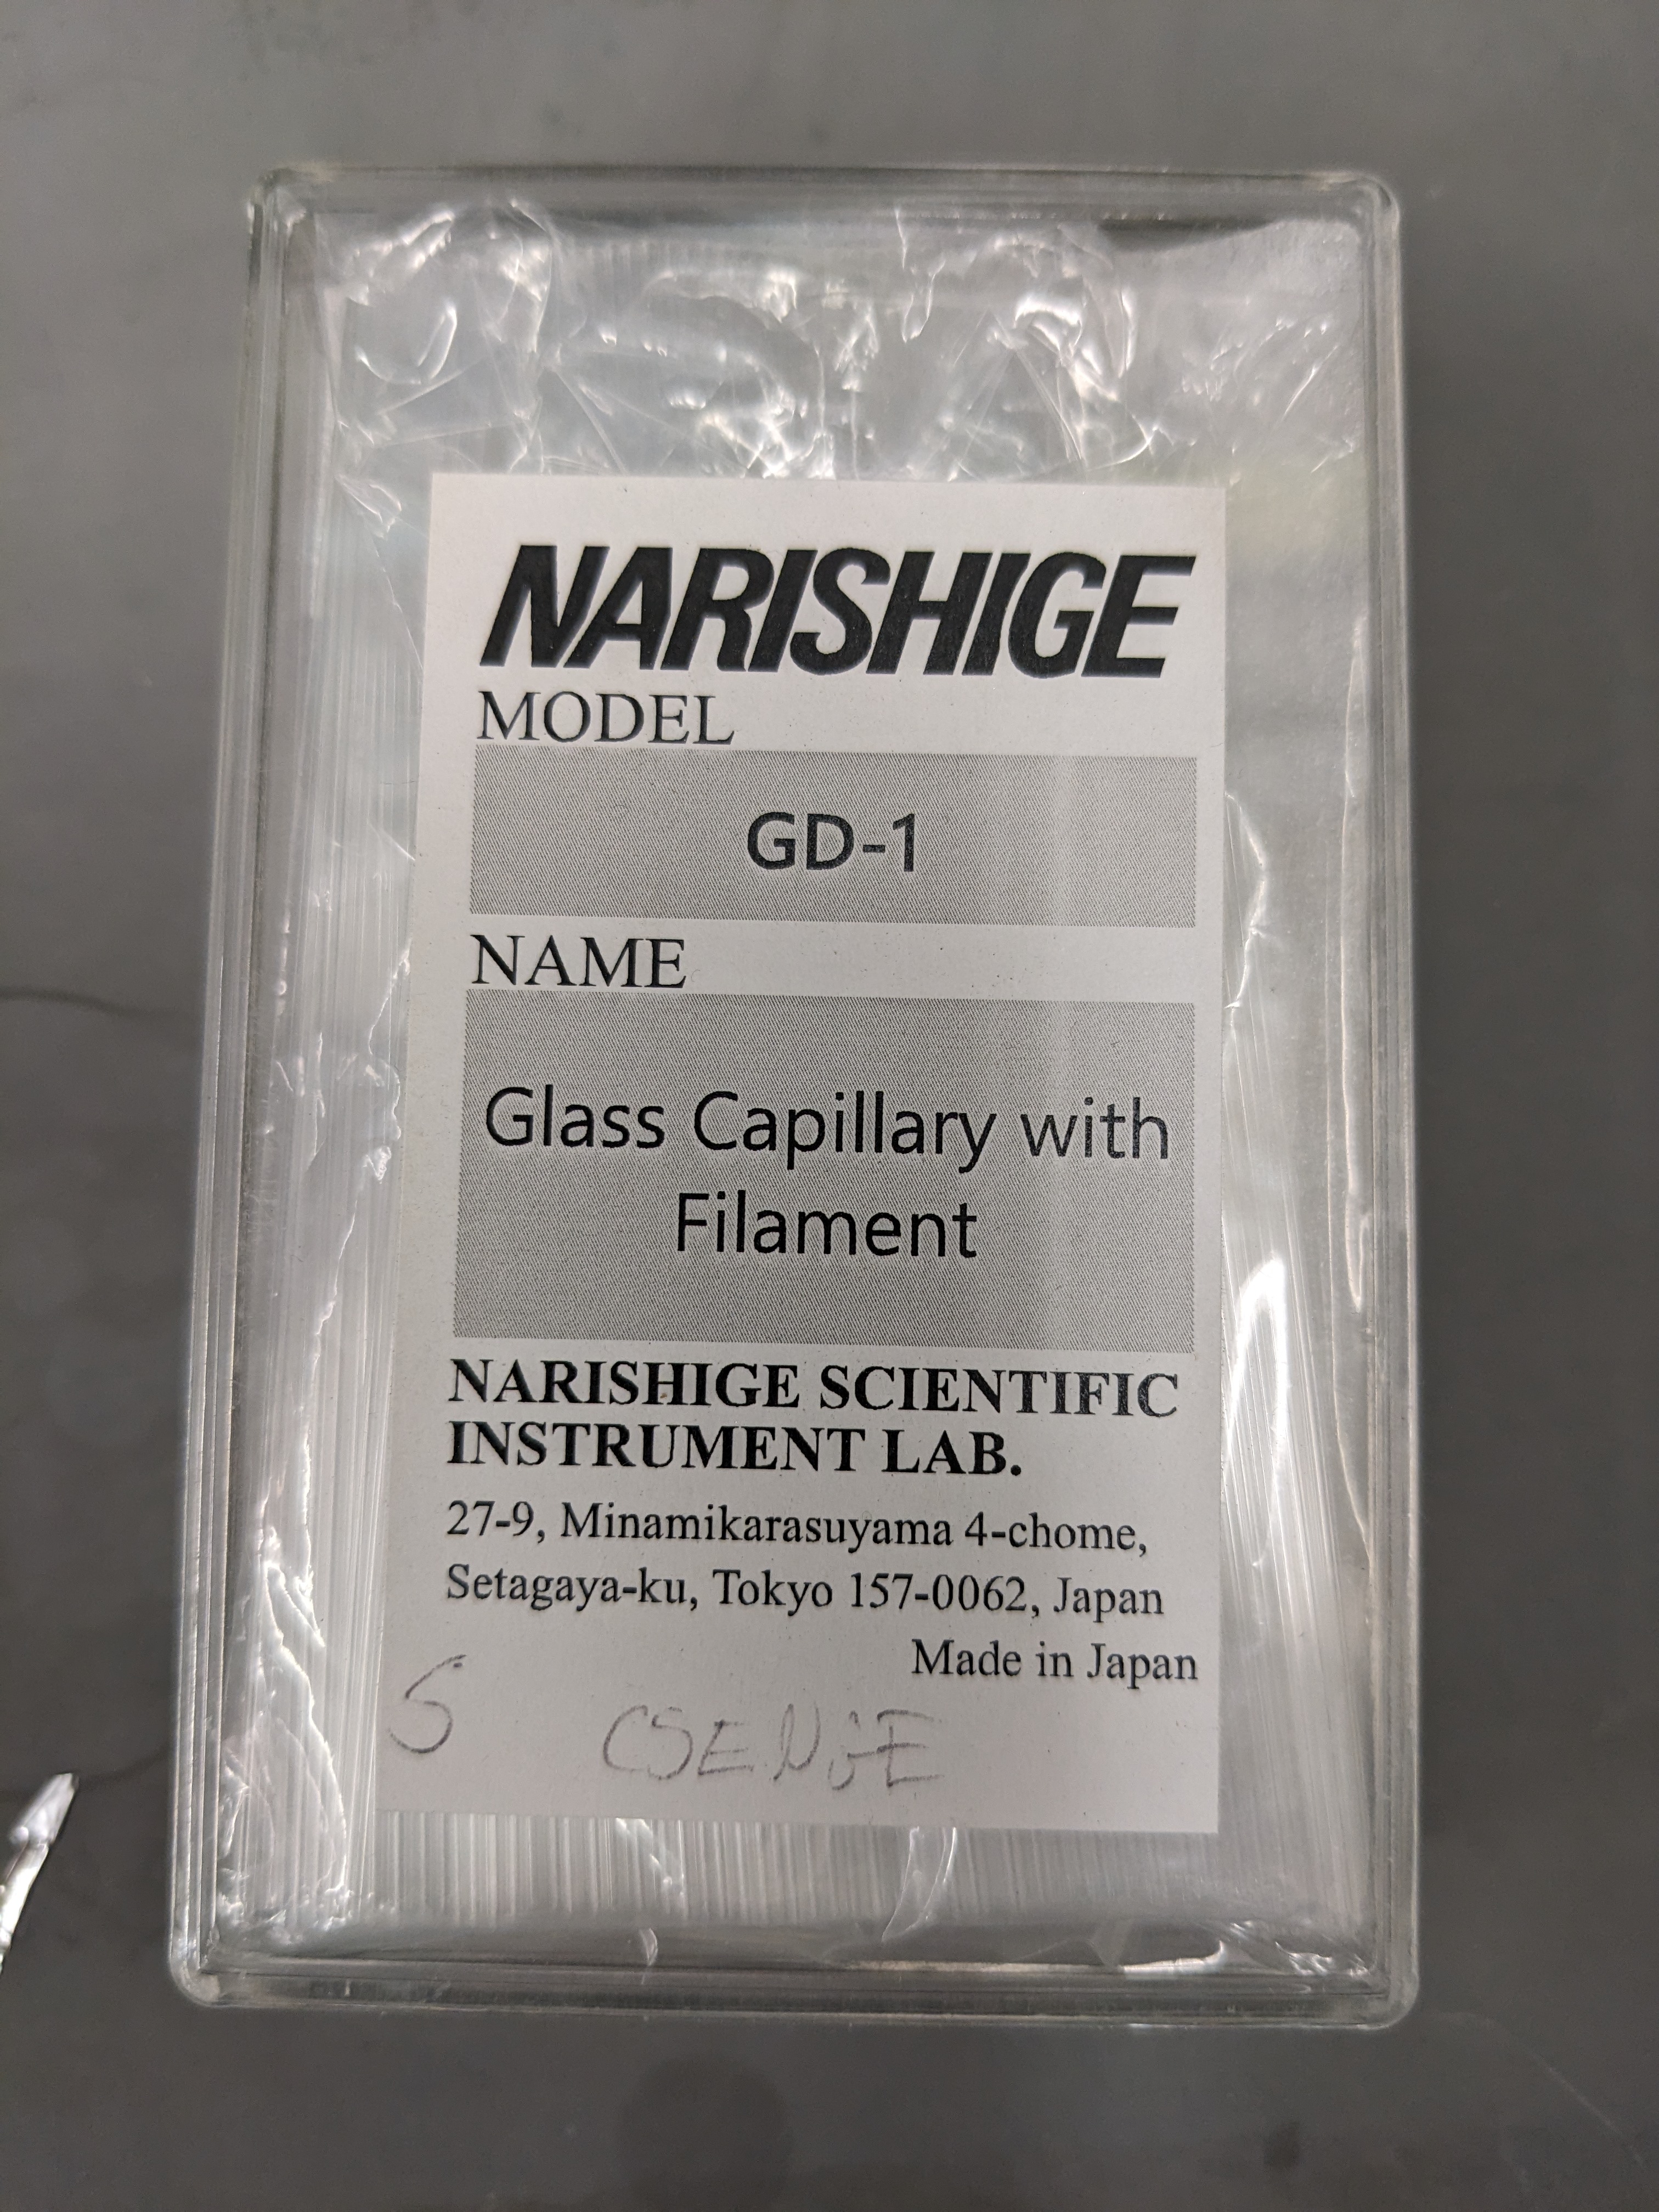 NARISHIGE
MODEL
GD-1
NAME
Glass Capillary with
Filament
NARISHIGE SCIENTIFIC
INSTRUMENT LAB.
27-9, Minamikarasuyama 4-chome,
Setagaya-ku, Tokyo 157-0062, Japan
Made in Japan
S CSENGE